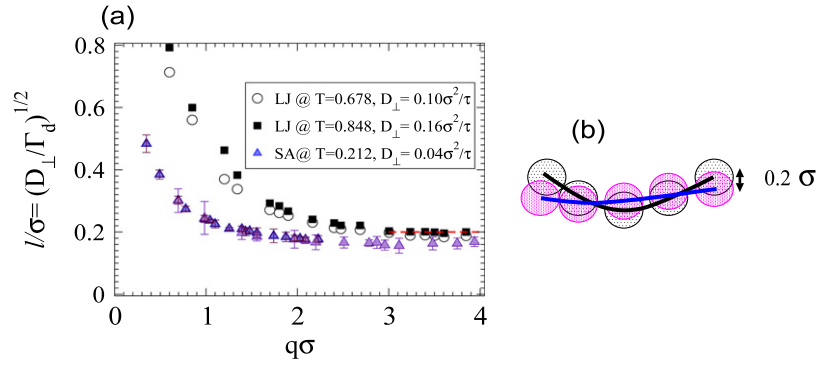 (a)
l/σ= (D⊥/Γd)^1/2
0.8
0.6
0.4
0.2
0
LJ @ T=0.678, D⊥= 0.10σ²/τ
LJ @ T=0.848, D⊥= 0.16σ²/τ
SA@ T=0.212, D⊥= 0.04σ²/τ
0 1 2 3 4
qσ
(b)
0.2 σ